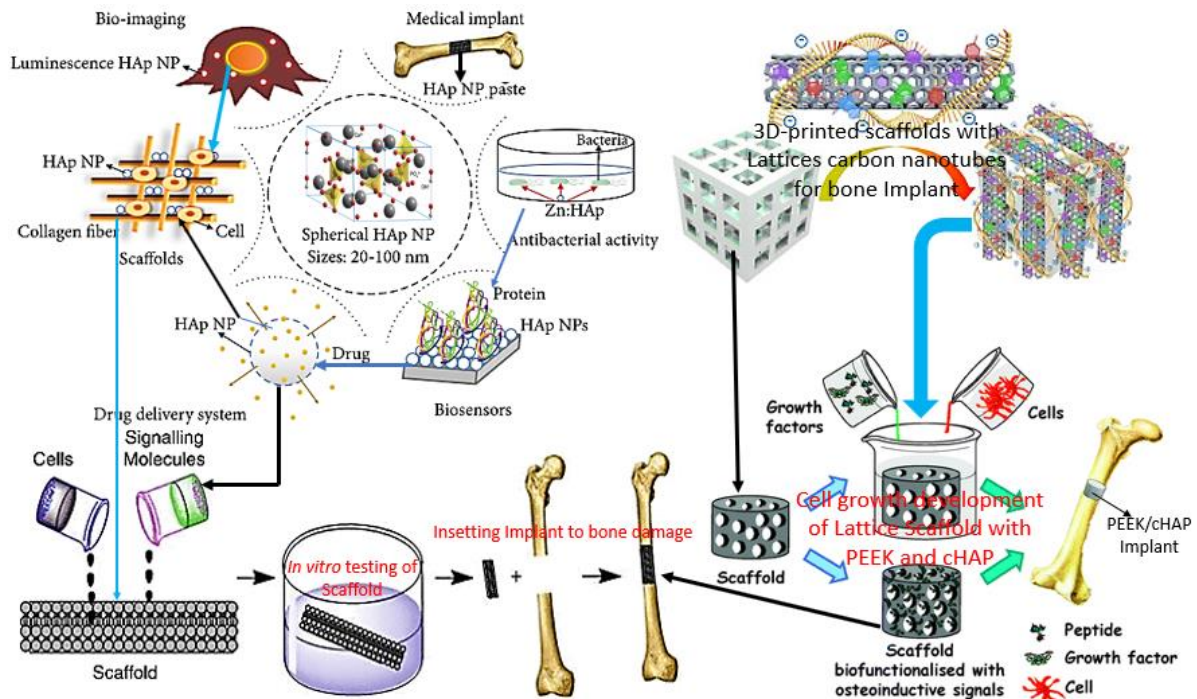 Bio-imaging
Luminescence HAp NP
Medical implant
HAp NP paste
HAp NP
Collagen fiber
Cell
Scaffolds
Spherical HAp NP
Sizes: 20-100 nm
Bacteria
Zn:HAp
Antibacterial activity
Protein
HAp NPs
Biosensors
HAp NP
Drug
Drug delivery system
Signalling
Molecules
Cells
Scaffold
In vitro testing of
Scaffold
Insetting Implant to bone damage
+
3D-printed scaffolds with
Lattices carbon nanotubes
for bone Implant
Growth
factors
Cells
Scaffold
Cell growth development
of Lattice Scaffold with
PEEK and cHAP
PEEK/cHAP
Implant
Scaffold
biofunctionalised with
osteoinductive signals
Peptide
Growth factor
Cell